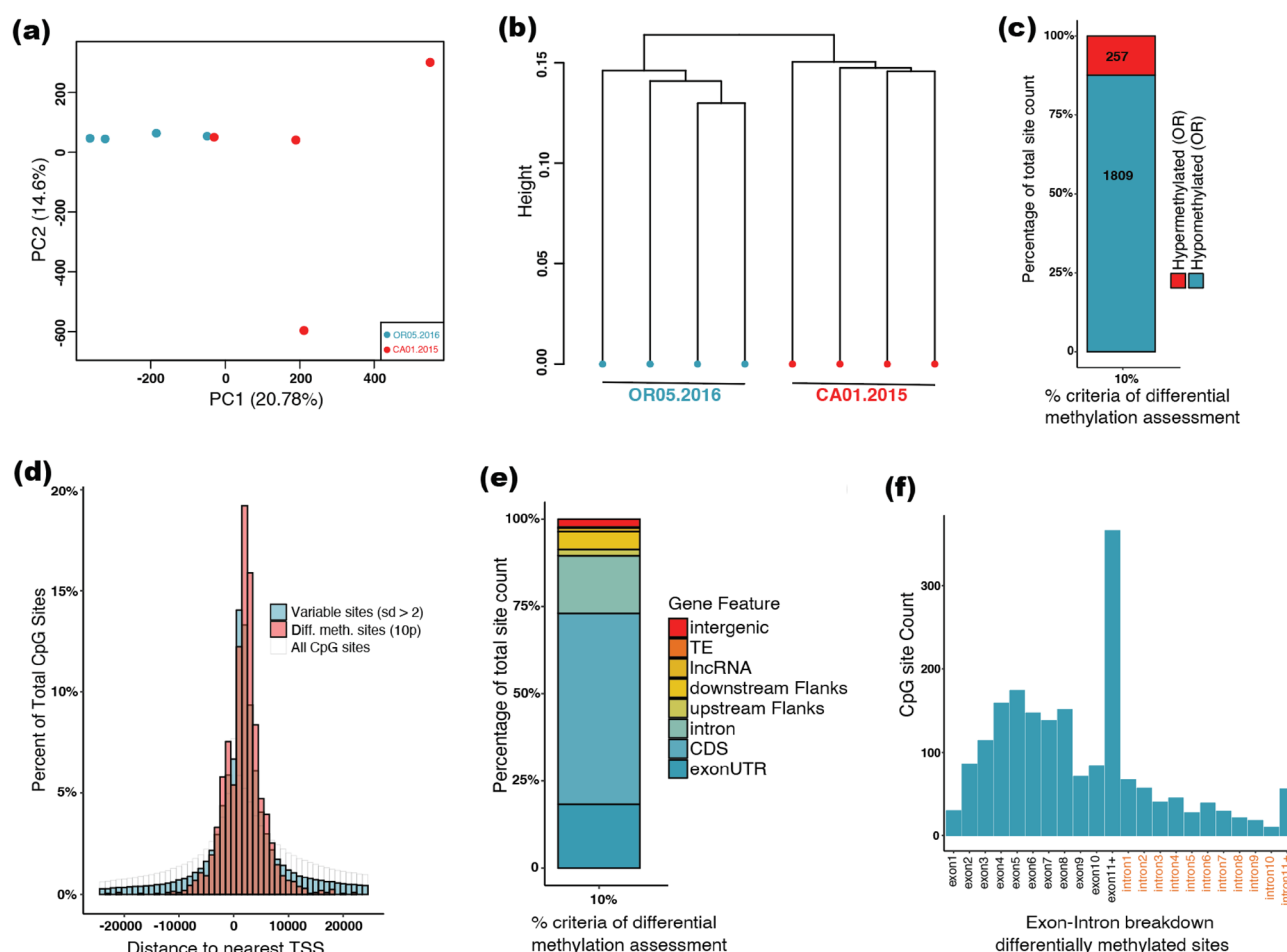 (a)
200
0
-200
-400
-600
PC2 (14.6%)
OR05.2016
CA01.2015
-200
0
200
400
PC1 (20.78%)
(b)
Height
0.15
0.10
0.05
0.00
OR05.2016
CA01.2015
(c)
Percentage of total site count
100%
75%
50%
25%
0
257
1809
Hypermethylated (OR)
Hypomethylated (OR)
10%
% criteria of differential
methylation assessment
(d)
Percent of Total CpG Sites
20%
15%
10%
5%
0%
Variable sites (sd > 2)
Diff. meth. sites (10p)
All CpG sites
-20000
-10000
0
10000
20000
Distance to nearest TSS
(e)
Percentage of total site count
100%
75%
50%
25%
0
Gene Feature
intergenic
TE
lncRNA
downstream Flanks
upstream Flanks
intron
CDS
exonUTR
10%
% criteria of differential
methylation assessment
(f)
CpG site Count
300
200
100
0
exon1
exon2
exon3
exon4
exon5
exon6
exon7
exon8
exon9
exon10
exon11+
intron1
intron2
intron3
intron4
intron5
intron6
intron7
intron8
intron9
intron10
intron11+
Exon-Intron breakdown
differentially methylated sites